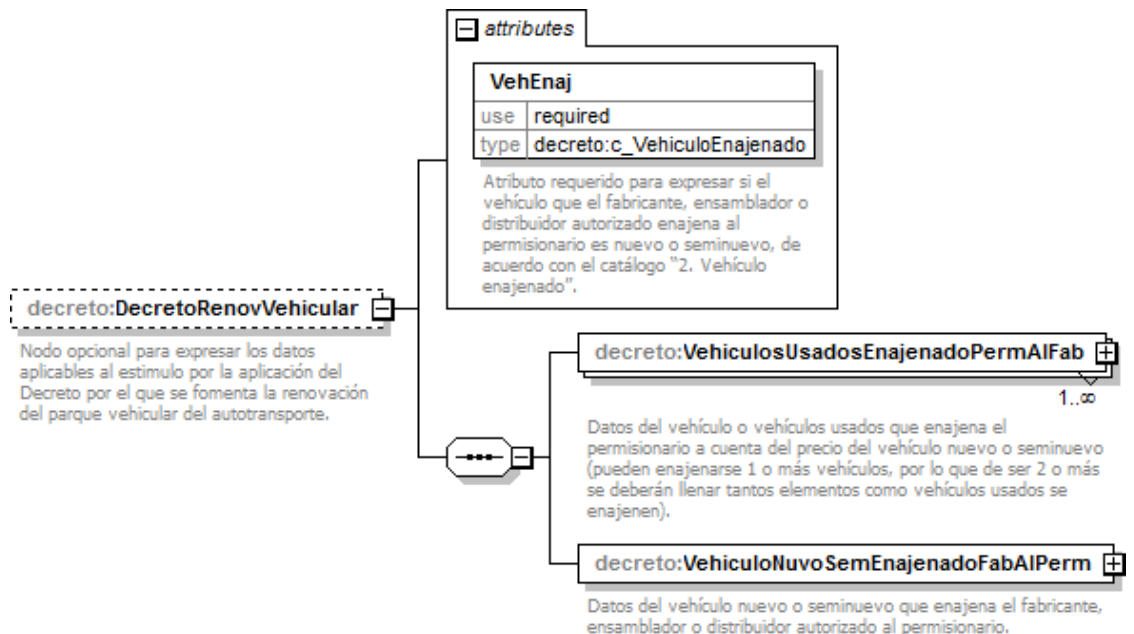 attributes
VehEnaj
use required
type decreto:c_VehiculoEnajenado
Atributo requerido para expresar si el
vehículo que el fabricante, ensamblador o
distribuidor autorizado enajena al
permisionario es nuevo o seminuevo, de
acuerdo con el catálogo “2. Vehículo
enajenado”.
decreto:DecretoRenovVehicular
Nodo opcional para expresar los datos
aplicables al estimulo por la aplicación del
Decreto por el que se fomenta la renovación
del parque vehicular del autotransporte.
decreto:VehiculosUsadosEnajenadoPermAlFab
1..∞
Datos del vehículo o vehículos usados que enajena el
permisionario a cuenta del precio del vehículo nuevo o seminuevo
(pueden enajenarse 1 o más vehículos, por lo que de ser 2 o más
se deberán llenar tantos elementos como vehículos usados se
enajenen).
decreto:VehiculoNuvoSemEnajenadoFabAlPerm
Datos del vehículo nuevo o seminuevo que enajena el fabricante,
ensamblador o distribuidor autorizado al permisionario.